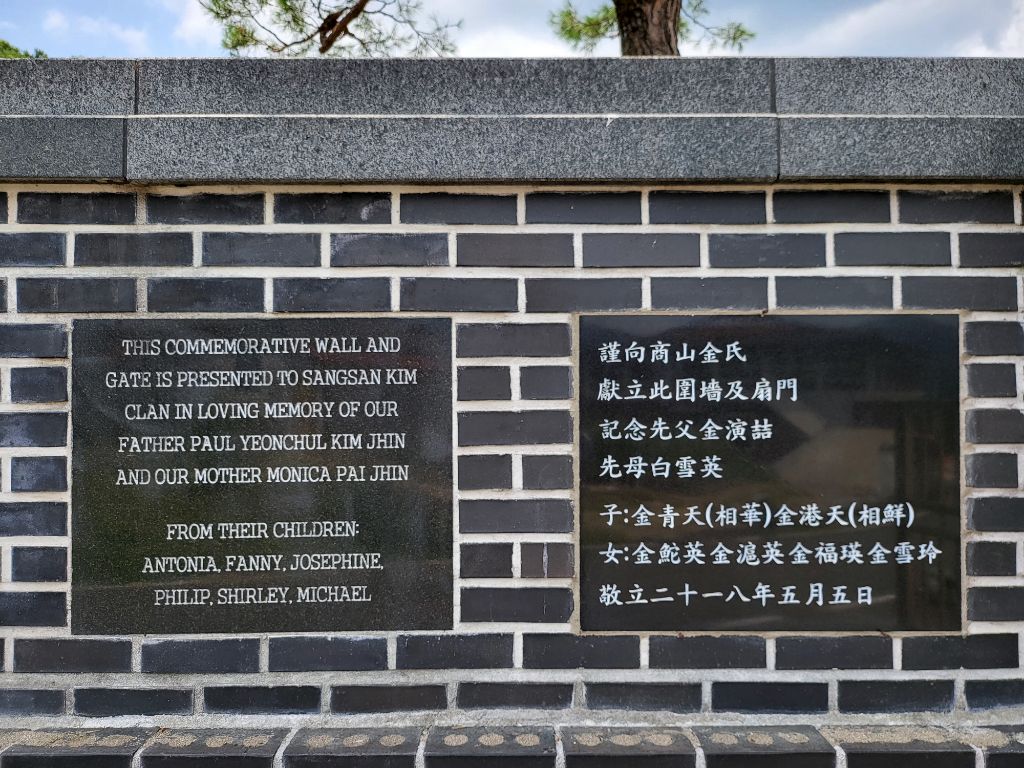 THIS COMMEMORATIVE WALL AND
GATE IS PRESENTED TO SANGSAN KIM
CLAN IN LOVING MEMORY OF OUR
FATHER PAUL YEONCHUL KIM JHIN
AND OUR MOTHER MONICA PAI JHIN
FROM THEIR CHILDREN:
ANTONIA, FANNY, JOSEPHINE,
PHILIP, SHIRLEY, MICHAEL
謹向商山金氏
獻立此圍墻及扇門
記念先父金演喆
先母白雪英
子:金青天(相華)金港天(相鮮)
女:金鮀英金滬英金福瑛金雪玲
敬立二十一八年五月五日